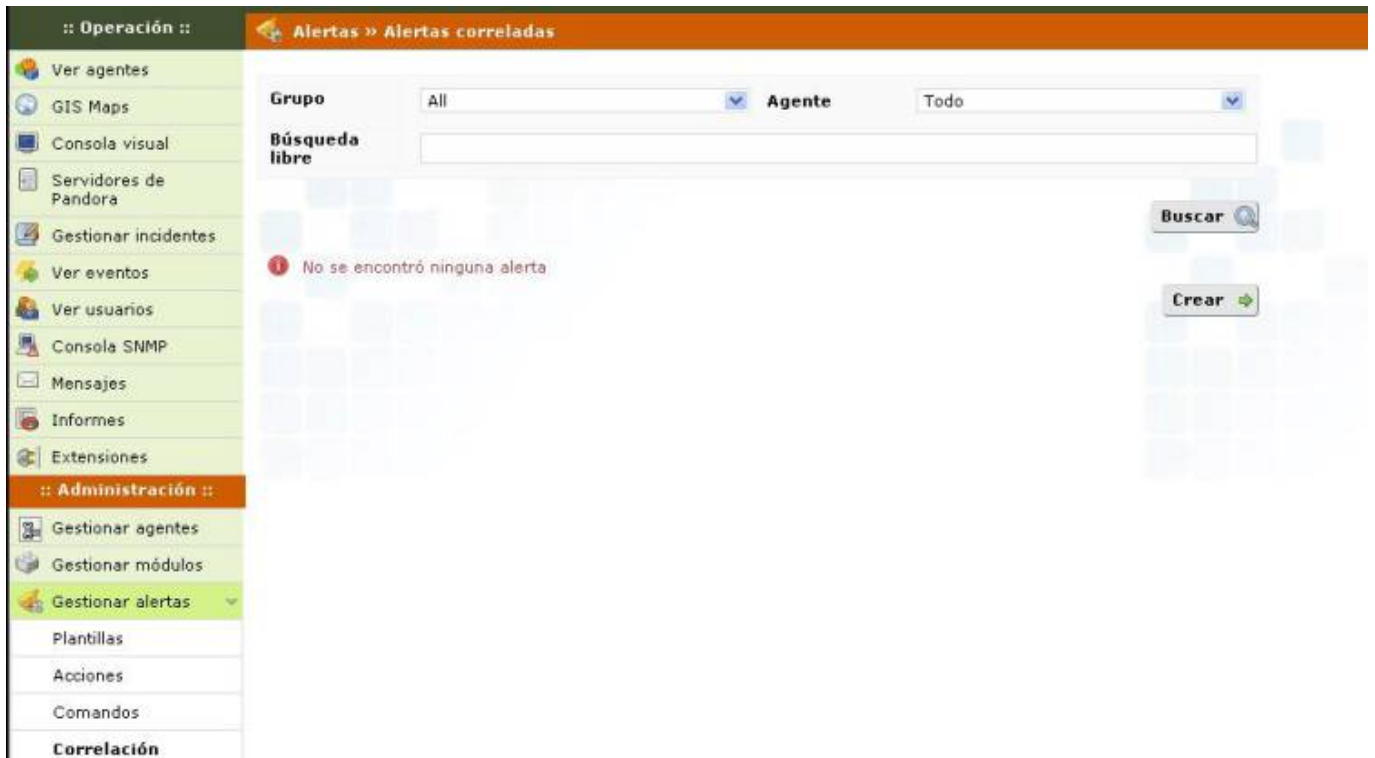 :: Operación ::
Ver agentes
GIS Maps
Consola visual
Servidores de
Pandora
Gestionar incidentes
Ver eventos
Ver usuarios
Consola SNMP
Mensajes
Informes
Extensiones
:: Administración ::
Gestionar agentes
Gestionar módulos
Gestionar alertas
Plantillas
Acciones
Comandos
Correlación
Alertas » Alertas correladas
Grupo All Agente Todo
Búsqueda
libre
Buscar
No se encontró ninguna alerta
Crear